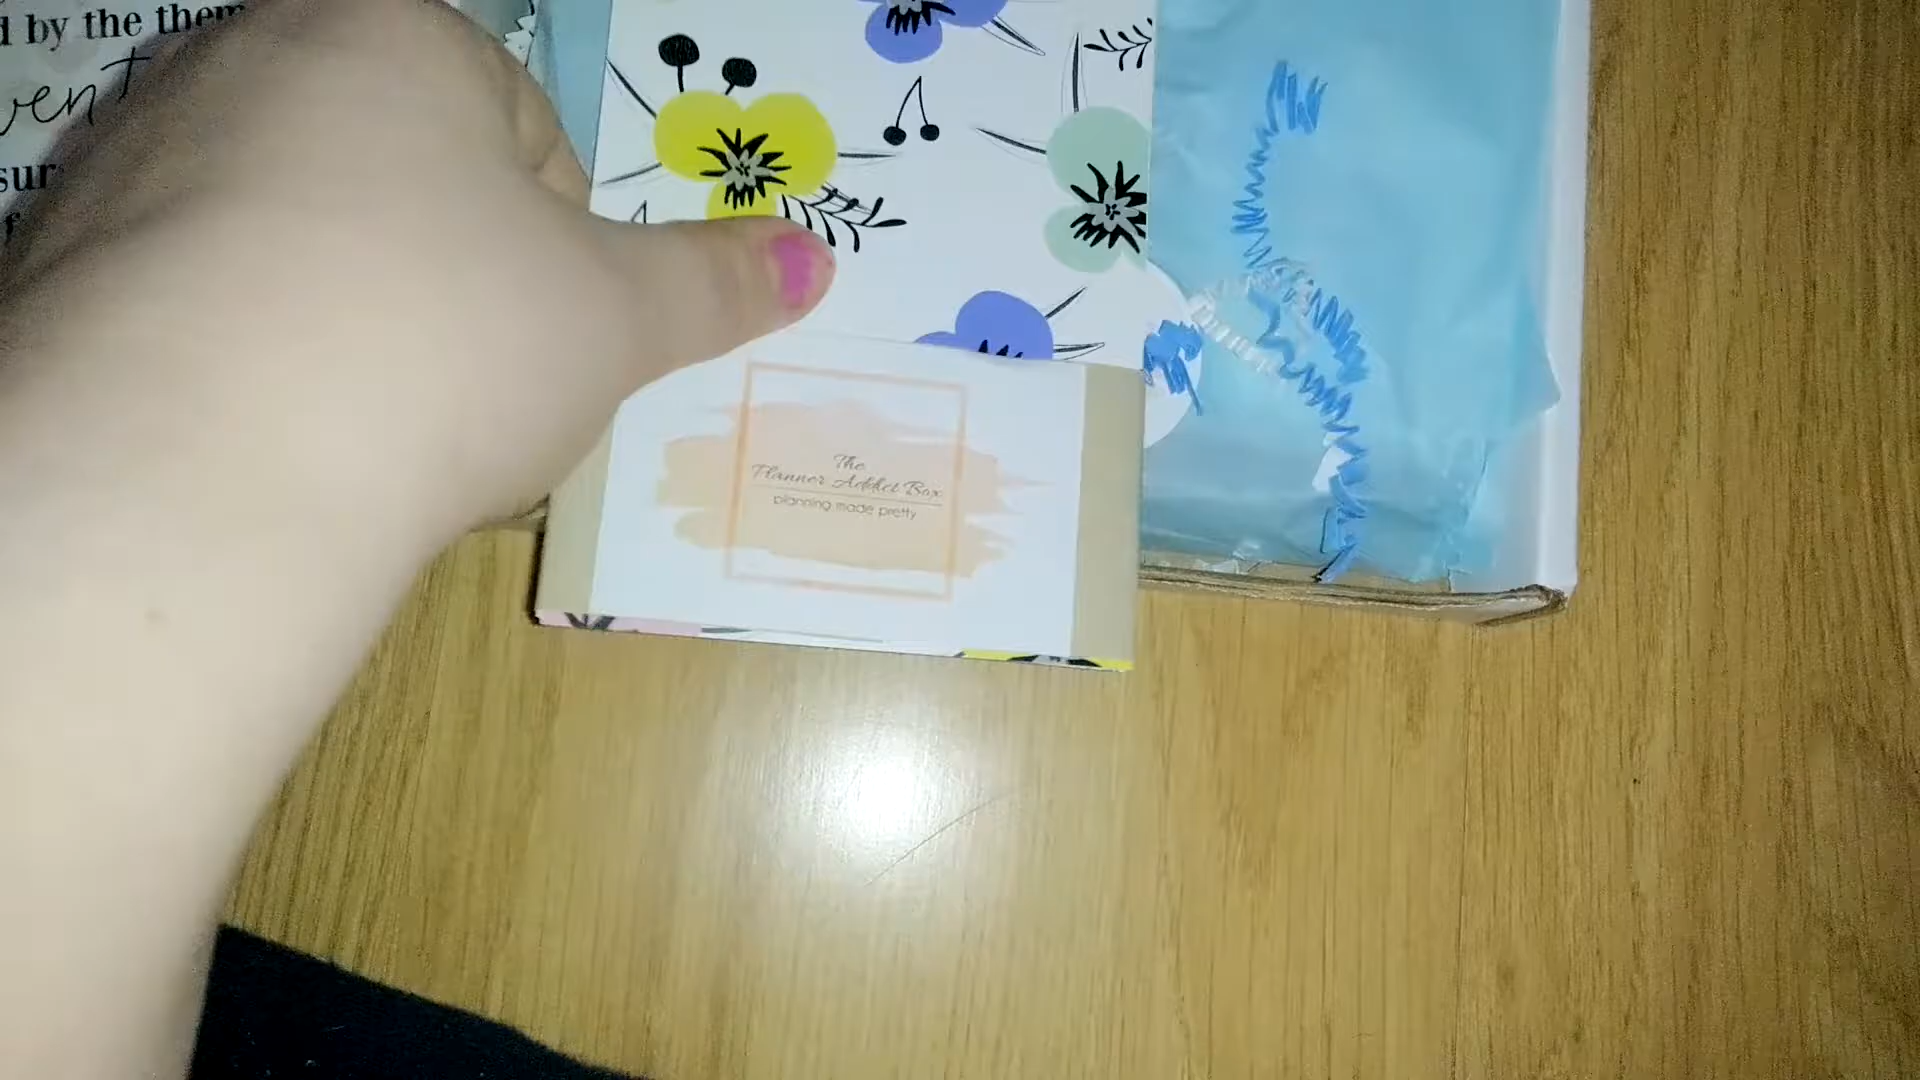 d by the them
vent
sur
f
The
Planner Addict Box
planning made pretty